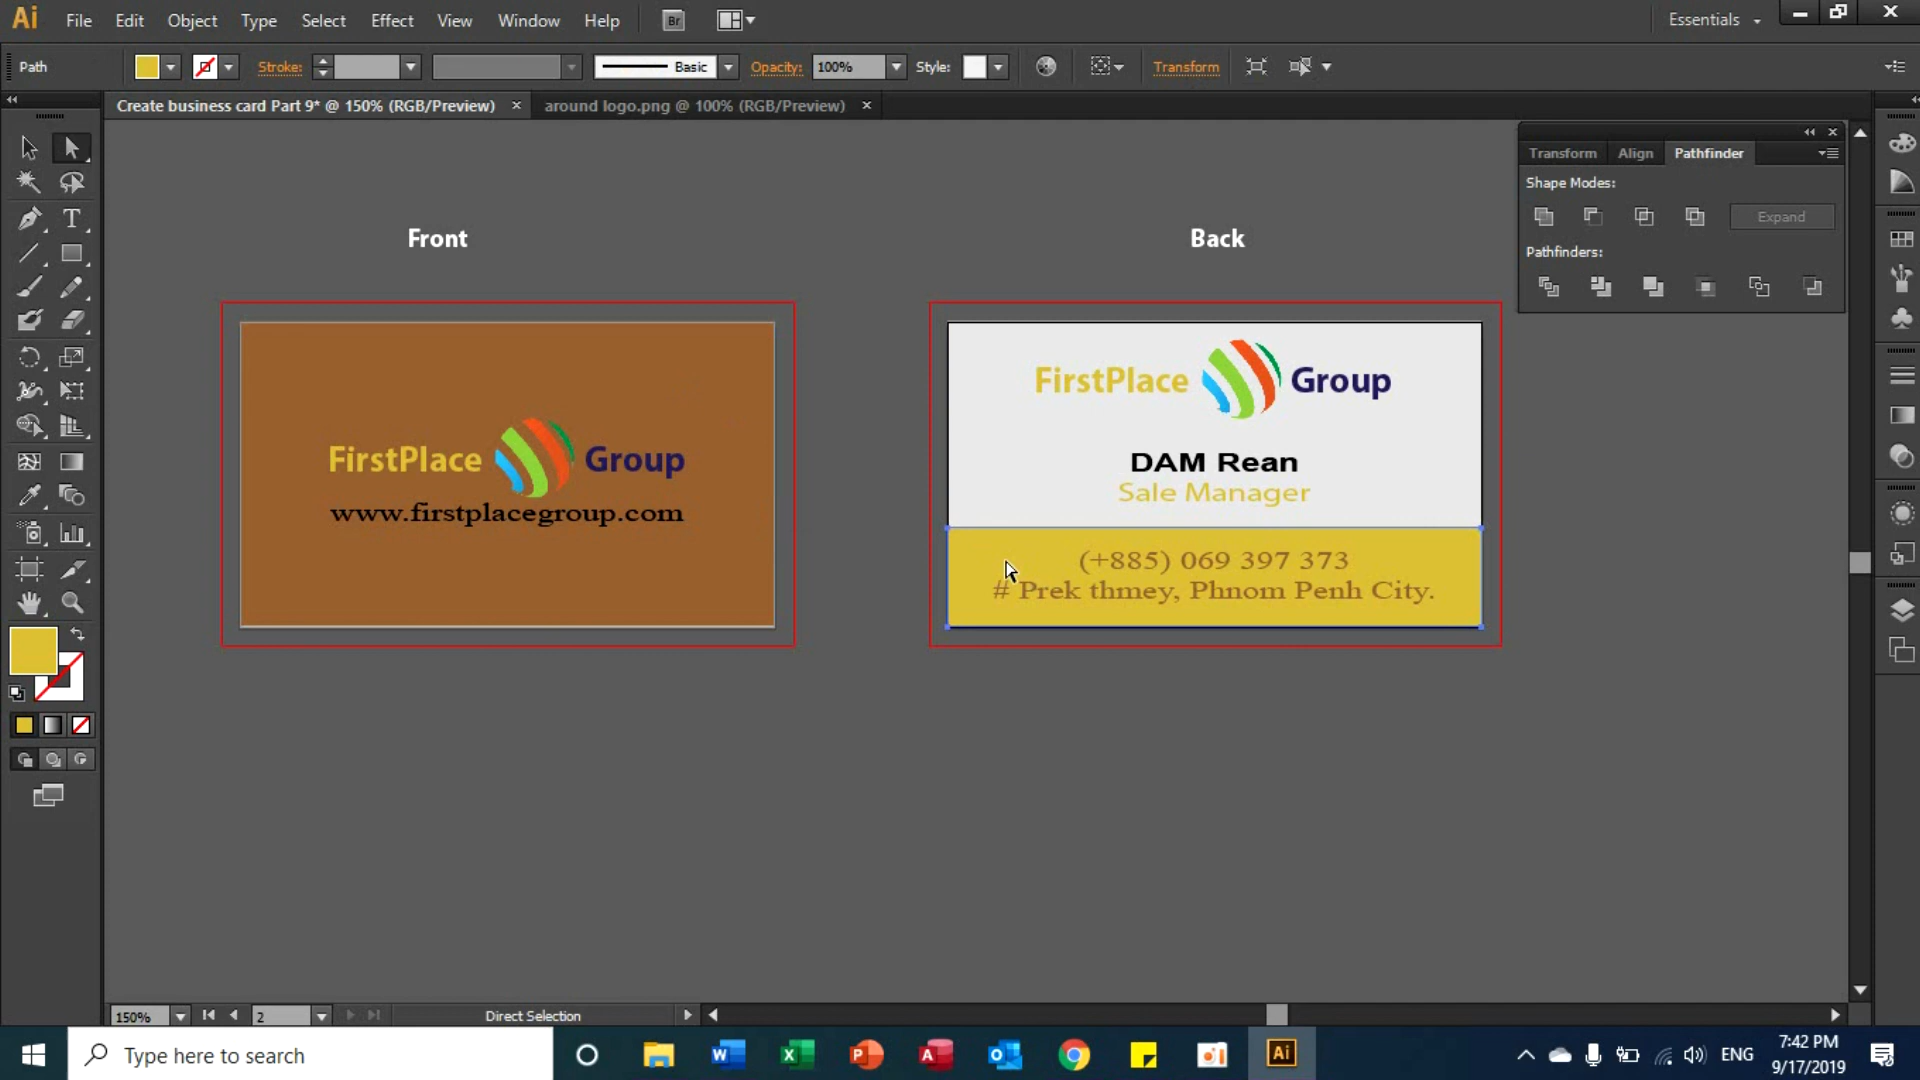 Ai File Edit Object Type Select Effect View Window Help Br Essentials
Path Stroke: Basic Opacity: 100% Style: Transform
Create business card Part 9* @ 150% (RGB/Preview) around logo.png @ 100% (RGB/Preview)
Transform Align Pathfinder
Shape Modes:
Expand
Pathfinders:
Front
FirstPlace Group
www.firstplacegroup.com
Back
FirstPlace Group
DAM Rean
Sale Manager
(+885) 069 397 373
# Prek thmey, Phnom Penh City.
150% 2 Direct Selection
Type here to search
ENG
7:42 PM
9/17/2019